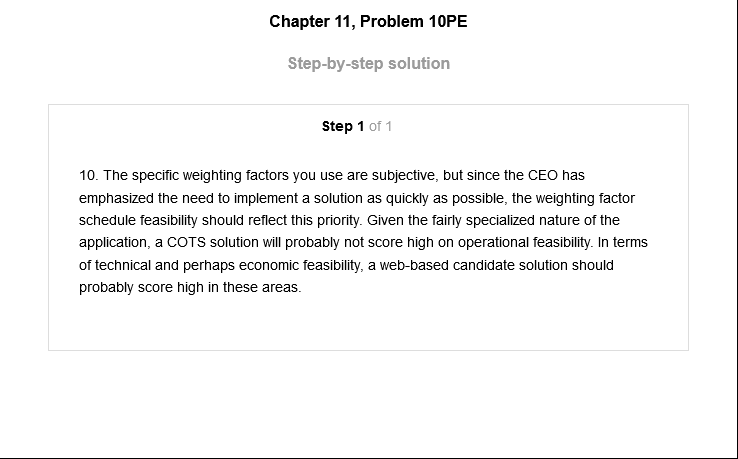 Chapter 11, Problem 10PE
Step-by-step solution
Step 1 of 1
10. The specific weighting factors you use are subjective, but since the CEO has
emphasized the need to implement a solution as quickly as possible, the weighting factor
schedule feasibility should reflect this priority. Given the fairly specialized nature of the
application, a COTS solution will probably not score high on operational feasibility. In terms
of technical and perhaps economic feasibility, a web-based candidate solution should
probably score high in these areas.